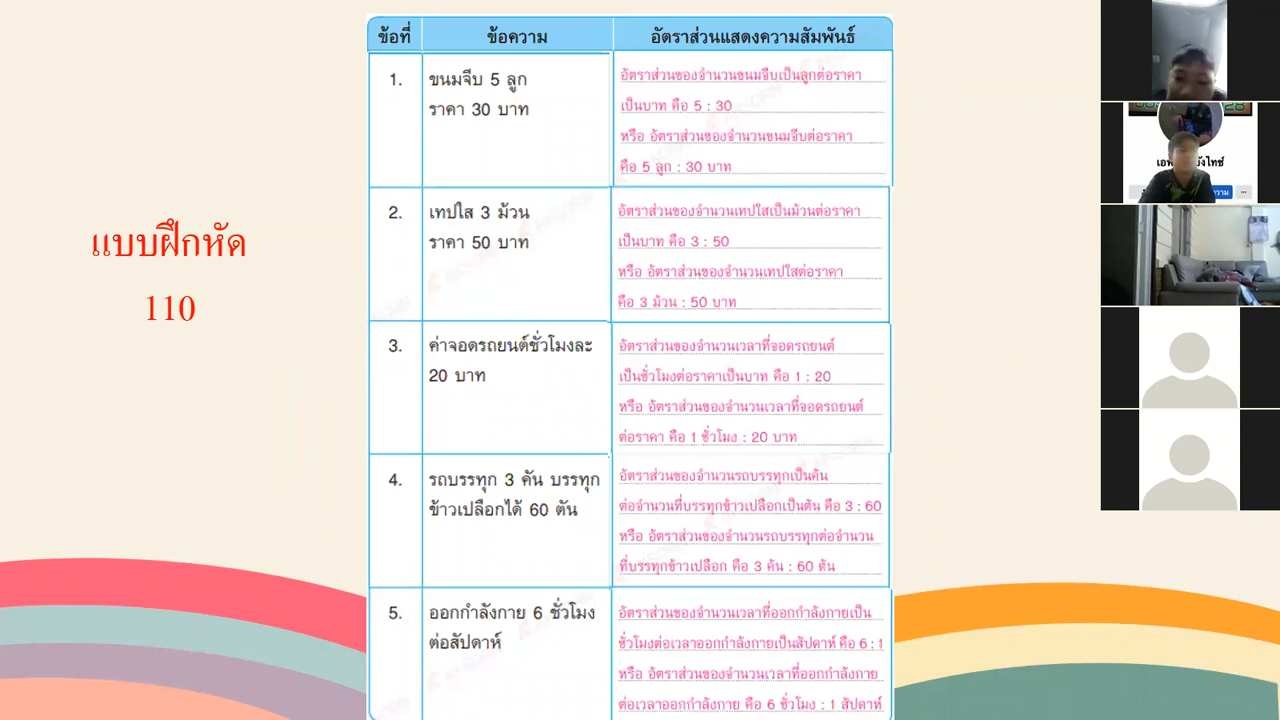 แบบฝึกหัด
110
ข้อที่ ข้อความ อัตราส่วนแสดงความสัมพันธ์
1. ขนมจีบ 5 ลูก
ราคา 30 บาท
อัตราส่วนของจำนวนขนมจีบเป็นลูกต่อราคา
เป็นบาท คือ 5 : 30
หรือ อัตราส่วนของจำนวนขนมจีบต่อราคา
คือ 5 ลูก : 30 บาท
2. เทปใส 3 ม้วน
ราคา 50 บาท
อัตราส่วนของจำนวนเทปใสเป็นม้วนต่อราคา
เป็นบาท คือ 3 : 50
หรือ อัตราส่วนของจำนวนเทปใสต่อราคา
คือ 3 ม้วน : 50 บาท
3. ค่าจอดรถยนต์ชั่วโมงละ
20 บาท
อัตราส่วนของจำนวนเวลาที่จอดรถยนต์
เป็นชั่วโมงต่อราคาเป็นบาท คือ 1 : 20
หรือ อัตราส่วนของจำนวนเวลาที่จอดรถยนต์
ต่อราคา คือ 1 ชั่วโมง : 20 บาท
4. รถบรรทุก 3 คัน บรรทุก
ข้าวเปลือกได้ 60 ตัน
อัตราส่วนของจำนวนรถบรรทุกเป็นคัน
ต่อจำนวนที่บรรทุกข้าวเปลือกเป็นตัน คือ 3 : 60
หรือ อัตราส่วนของจำนวนรถบรรทุกต่อจำนวน
ที่บรรทุกข้าวเปลือก คือ 3 คัน : 60 ตัน
5. ออกกำลังกาย 6 ชั่วโมง
ต่อสัปดาห์
อัตราส่วนของจำนวนเวลาที่ออกกำลังกายเป็น
ชั่วโมงต่อเวลาออกกำลังกายเป็นสัปดาห์ คือ 6 : 1
หรือ อัตราส่วนของจำนวนเวลาที่ออกกำลังกาย
ต่อเวลาออกกำลังกาย คือ 6 ชั่วโมง : 1 สัปดาห์
28